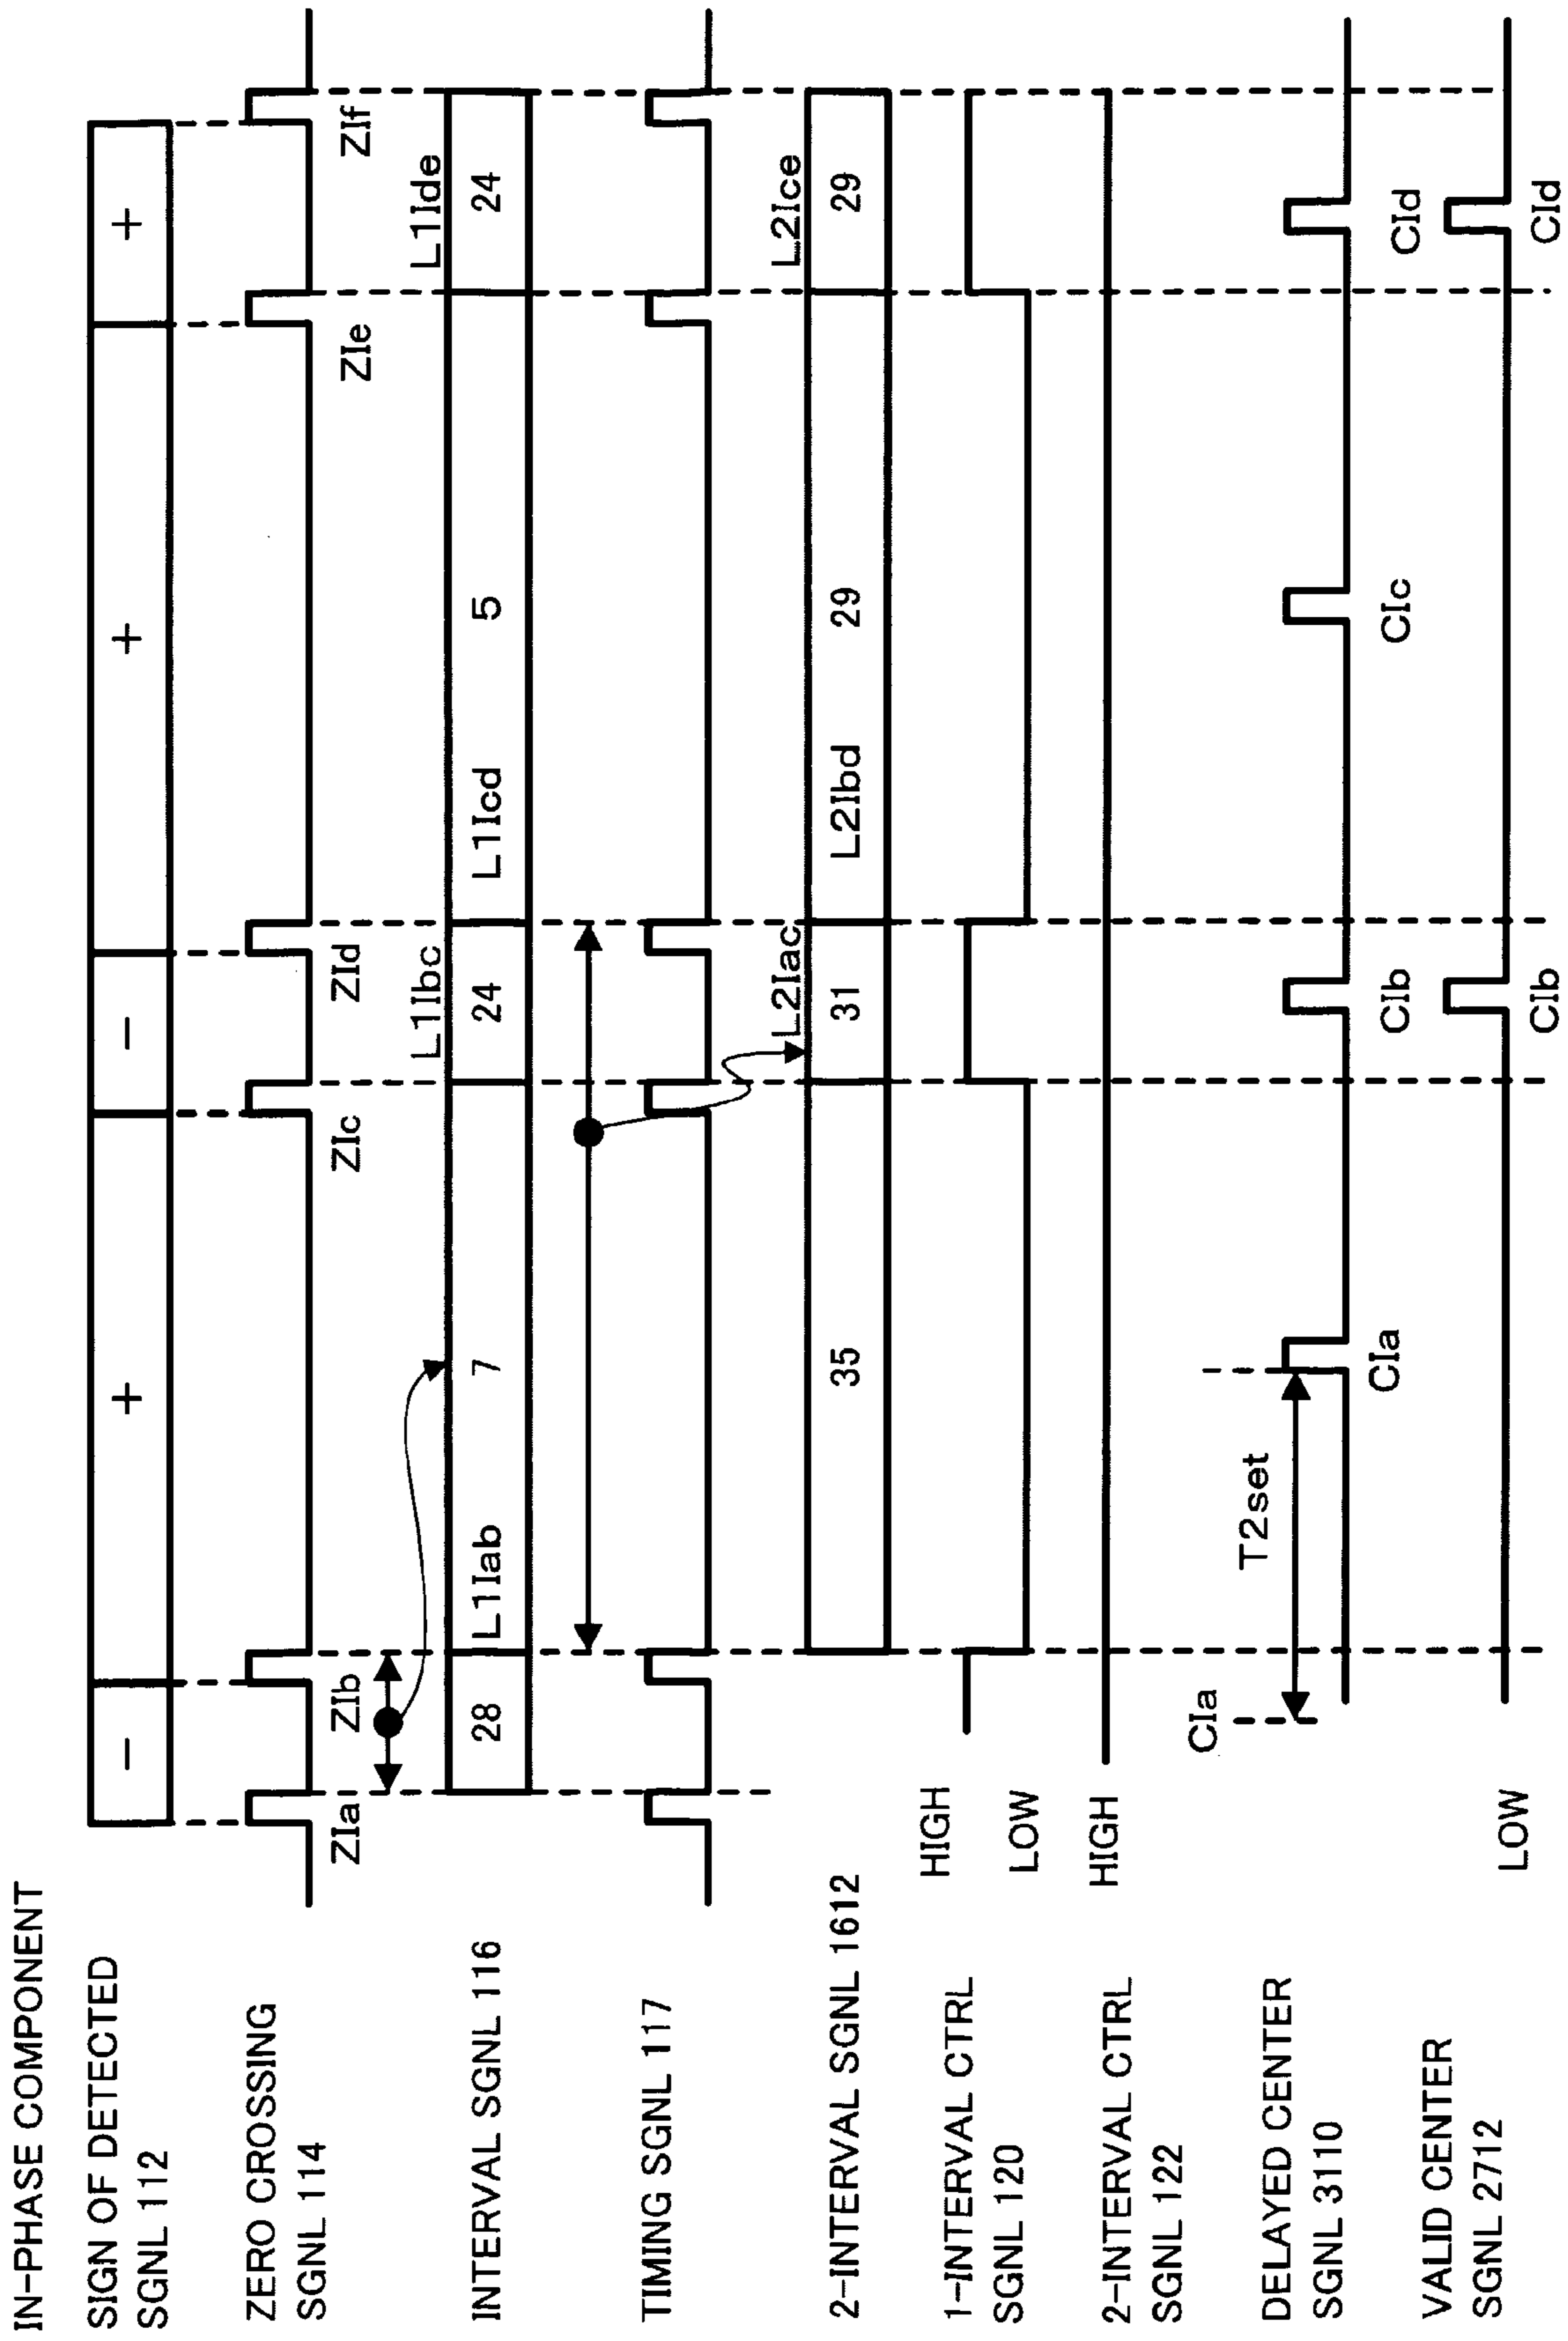 IN-PHASE COMPONENT
SIGN OF DETECTED
SGNL 112
− + − + +
ZERO CROSSING
SGNL 114
ZIa ZIb ZIc ZId ZIe ZIf
L1Ibc L1Ide
INTERVAL SGNL 116
28 L1Iab 7 24 L1Icd 5 24
TIMING SGNL 117
L2Iac L2Ice
2-INTERVAL SGNL 1612
35 31 L2Ibd 29 29
1-INTERVAL CTRL
SGNL 120
HIGH
LOW
2-INTERVAL CTRL
SGNL 122
HIGH
CIa T2set
DELAYED CENTER
SGNL 3110
CIa CIb CIc CId
VALID CENTER
SGNL 2712
LOW
CIb CId